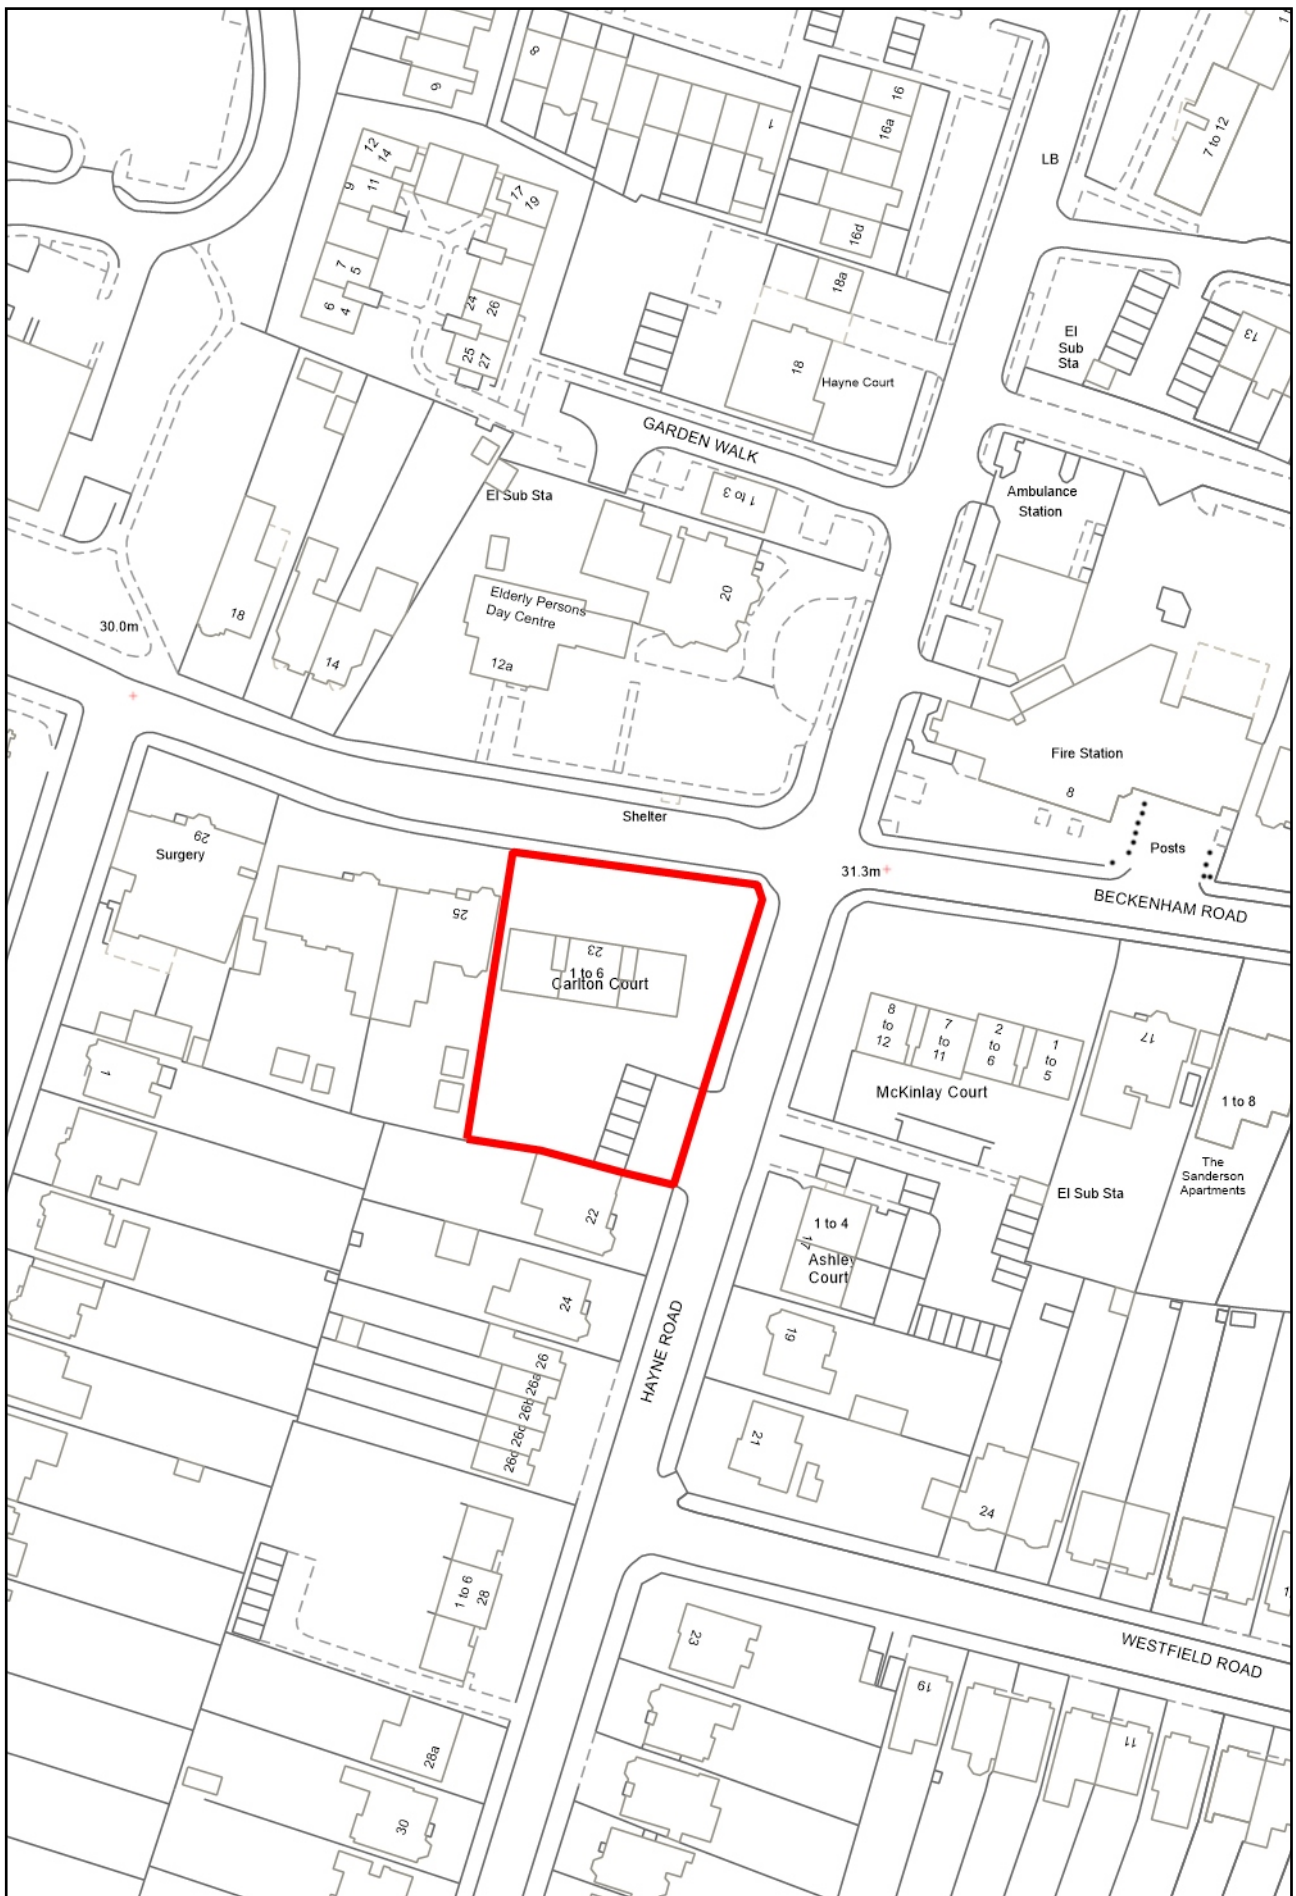 8
9
1
16
16a
16d
LB
7 to 12
12
14
9
11
17
19
7
5
6
4
24
26
25
27
18a
18
Hayne Court
El
Sub
Sta
13
GARDEN WALK
El Sub Sta
1 to 3
Ambulance
Station
Elderly Persons
Day Centre
12a
20
18
14
30.0m
Fire Station
8
Posts
Shelter
31.3m
BECKENHAM ROAD
29
Surgery
25
23
1 to 6
Carlton Court
8
to
12
7
to
11
2
to
6
1
to
5
McKinlay Court
17
1 to 8
The
Sanderson
Apartments
El Sub Sta
1
22
1 to 4
17
Ashley
Court
24
19
HAYNE ROAD
26
26a
26b
26c
26d
21
24
1 to 6
28
23
WESTFIELD ROAD
19
11
28a
30